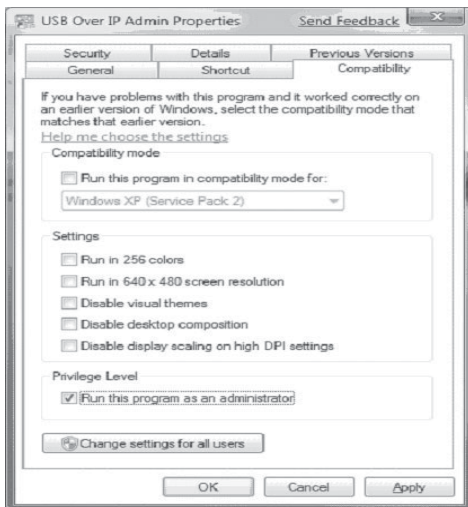 USB Over IP Admin Properties Send Feedback
Security Details Previous Versions
General Shortcut Compatibility
If you have problems with this program and it worked correctly on
an earlier version of Windows, select the compatibility mode that
matches that earlier version.
Help me choose the settings
Compatibility mode
Run this program in compatibility mode for:
Windows XP (Service Pack 2)
Settings
Run in 256 colors
Run in 640 x 480 screen resolution
Disable visual themes
Disable desktop composition
Disable display scaling on high DPI settings
Privilege Level
Run this program as an administrator
Change settings for all users
OK Cancel Apply